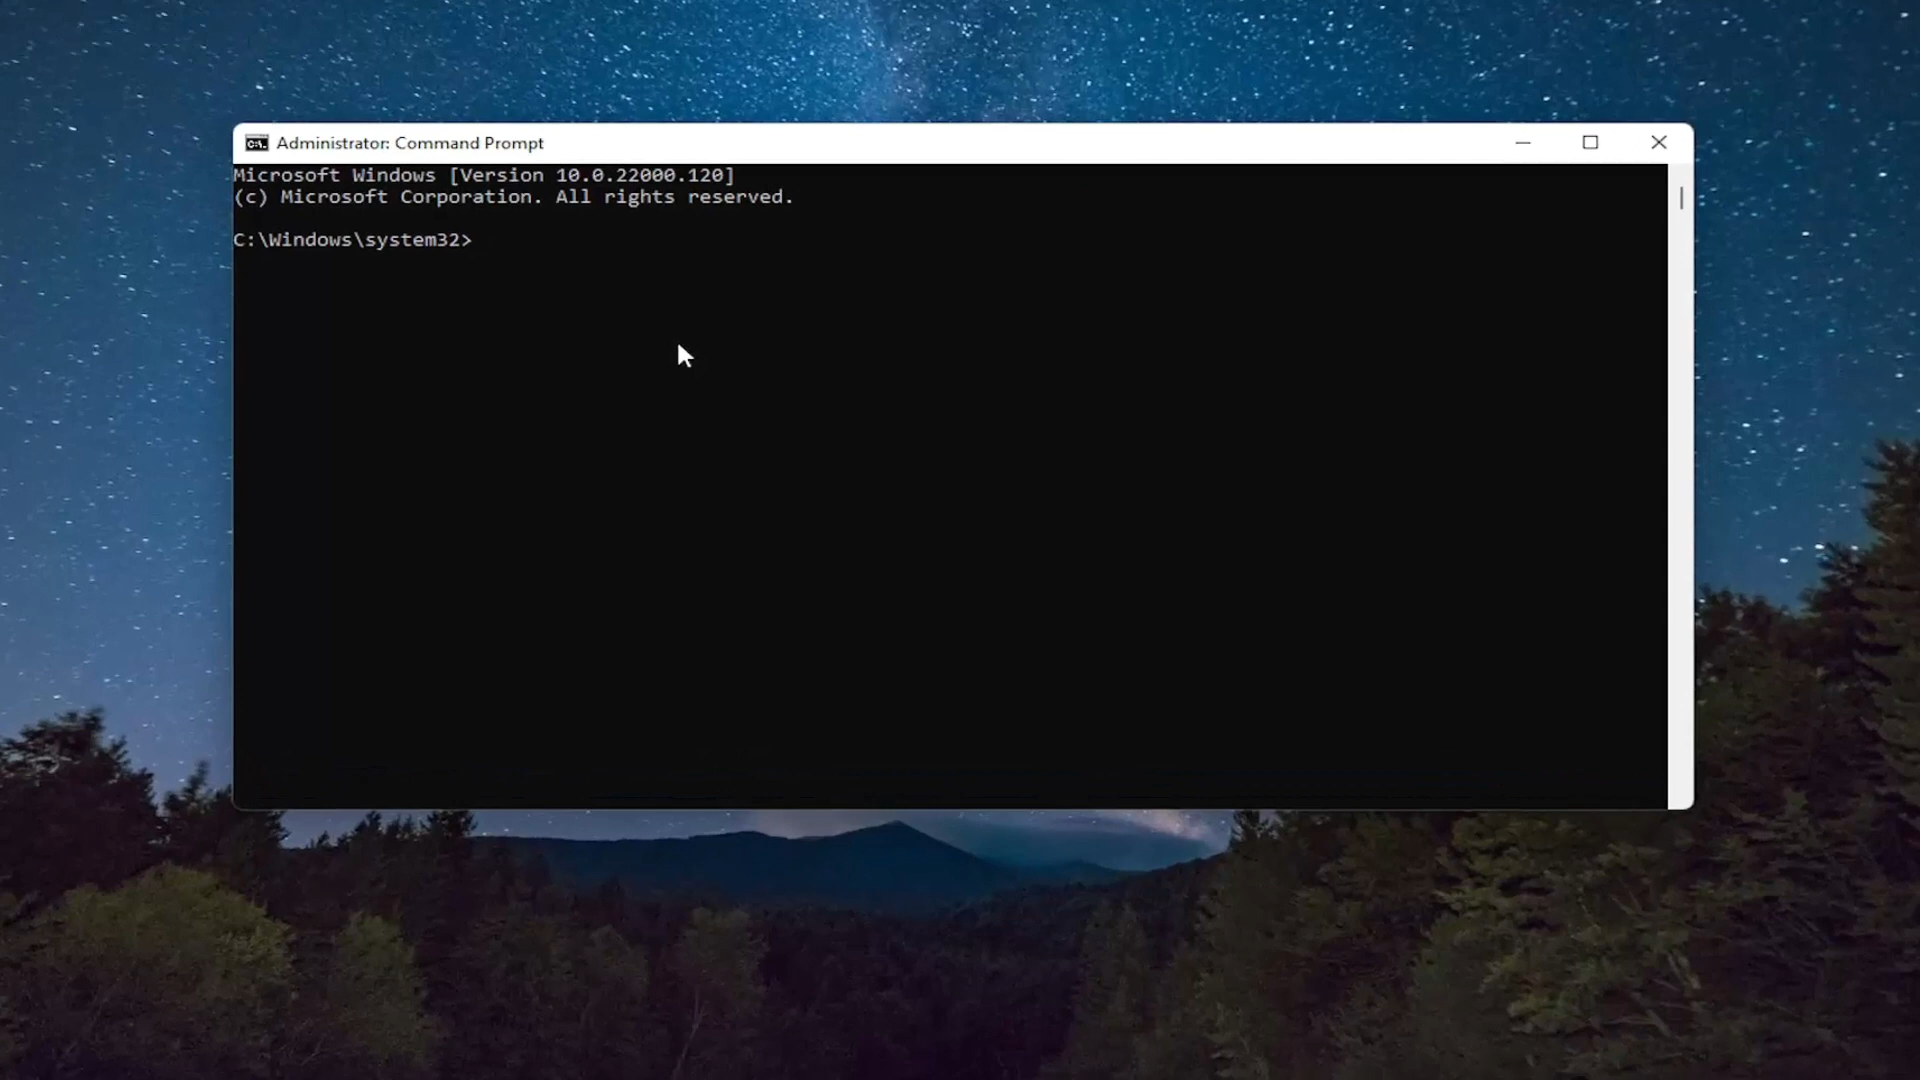 Administrator: Command Prompt
Microsoft Windows [Version 10.0.22000.120]
(c) Microsoft Corporation. All rights reserved.
C:\Windows\system32>